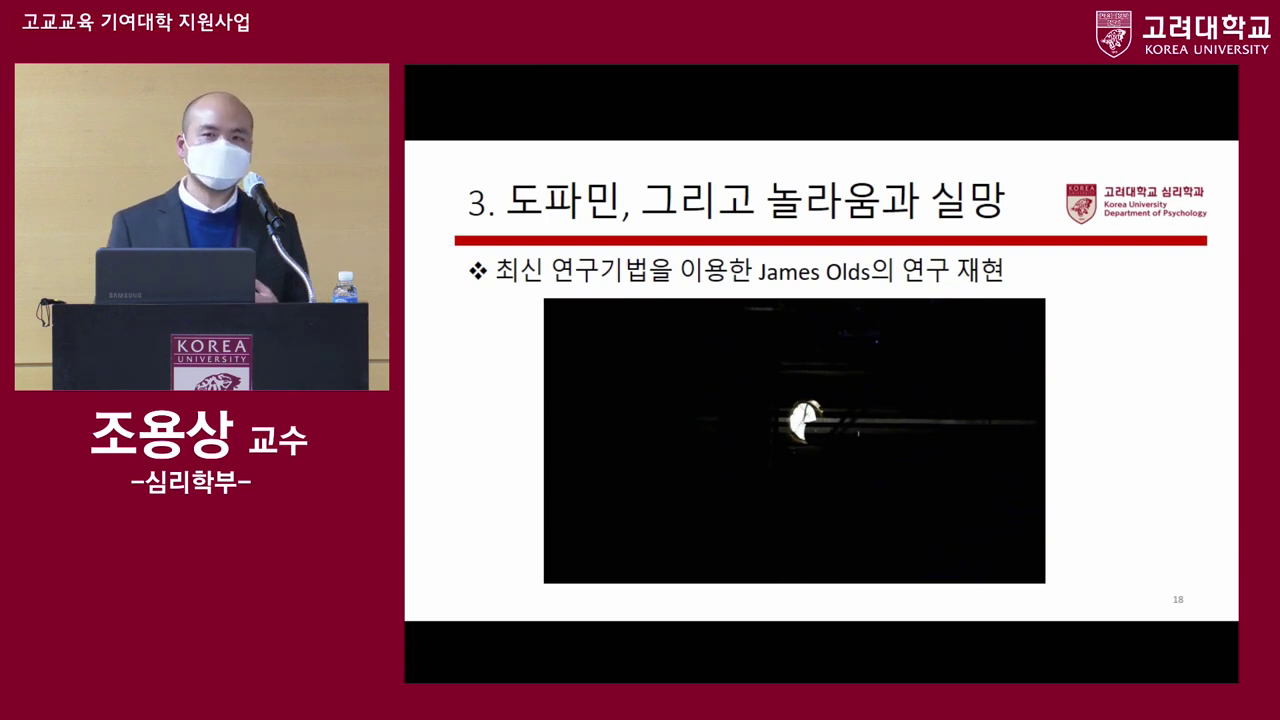 고교교육 기여대학 지원사업
고려대학교
KOREA UNIVERSITY
SAMSUNG
KOREA
UNIVERSITY
조용상 교수
-심리학부-
3. 도파민, 그리고 놀라움과 실망
KOREA
고려대학교 심리학과
Korea University
Department of Psychology
❖ 최신 연구기법을 이용한 James Olds의 연구 재현
18